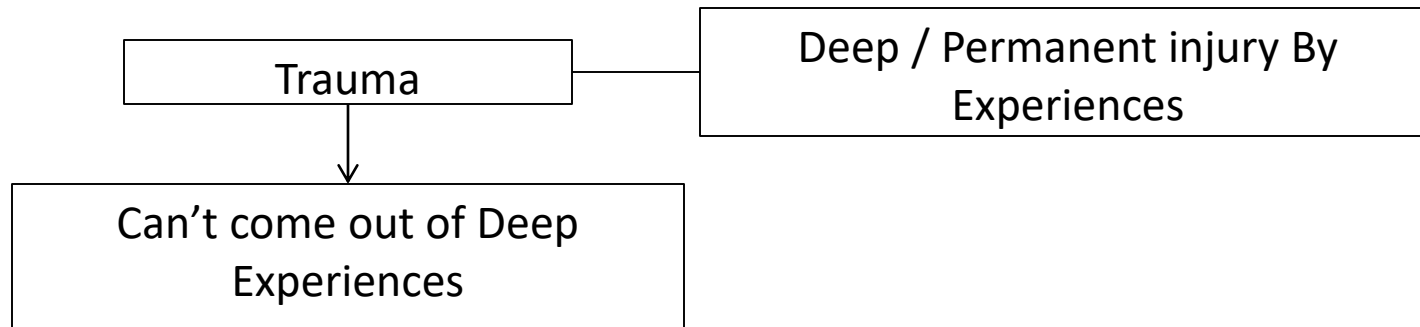 Trauma
Deep / Permanent injury By
Experiences
Can’t come out of Deep
Experiences